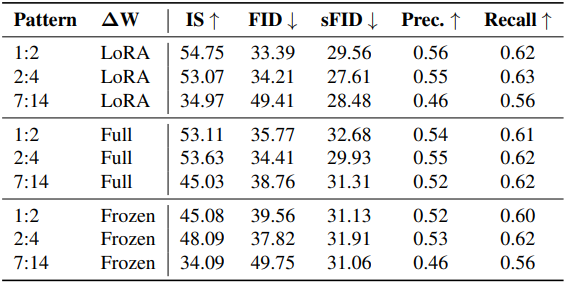 Pattern ΔW IS ↑ FID ↓ sFID ↓ Prec. ↑ Recall ↑
1:2 LoRA 54.75 33.39 29.56 0.56 0.62
2:4 LoRA 53.07 34.21 27.61 0.55 0.63
7:14 LoRA 34.97 49.41 28.48 0.46 0.56
1:2 Full 53.11 35.77 32.68 0.54 0.61
2:4 Full 53.63 34.41 29.93 0.55 0.62
7:14 Full 45.03 38.76 31.31 0.52 0.62
1:2 Frozen 45.08 39.56 31.13 0.52 0.60
2:4 Frozen 48.09 37.82 31.91 0.53 0.62
7:14 Frozen 34.09 49.75 31.06 0.46 0.56